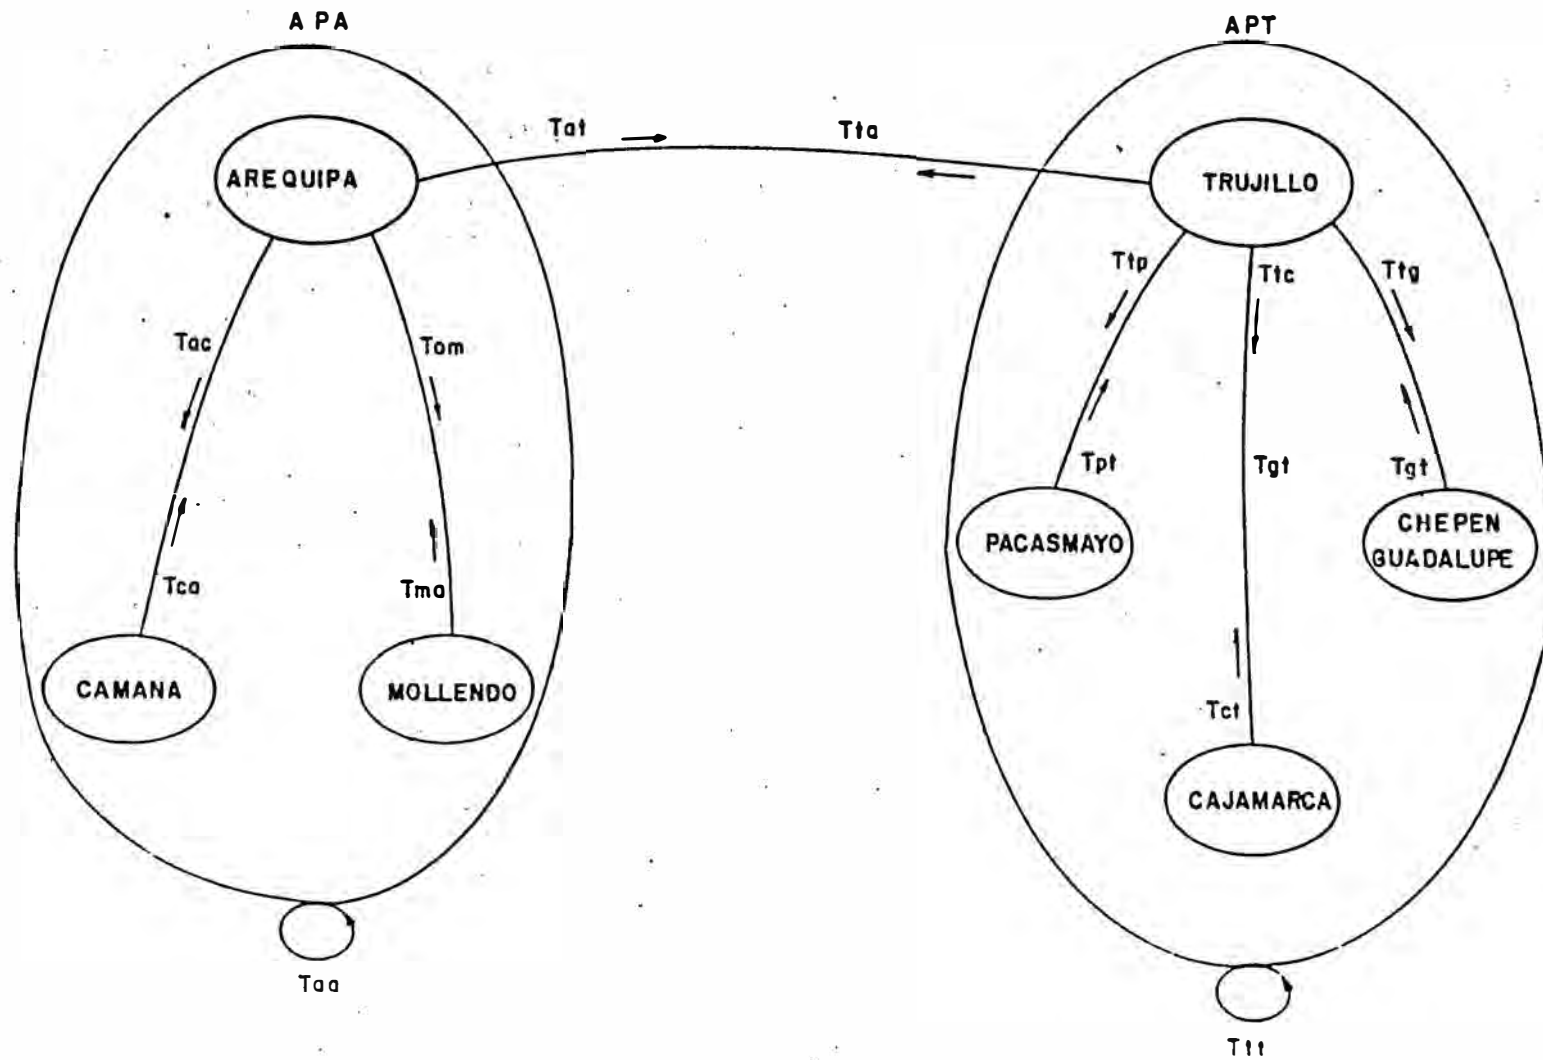 APA
APT
Tat
Tta
AREQUIPA
TRUJILLO
Ttp
Ttc
Ttg
Tac
Tam
Tpt
Tgt
Tgt
PACASMAYO
CHEPEN
GUADALUPE
Tca
Tma
CAMANA
MOLLENDO
Tct
CAJAMARCA
Taa
Ttt